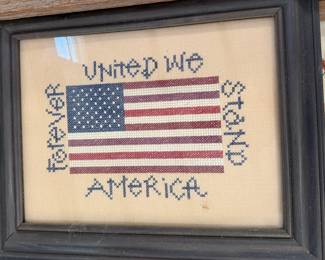 UNiTED WE
STAND
FOREVER
AMERICA